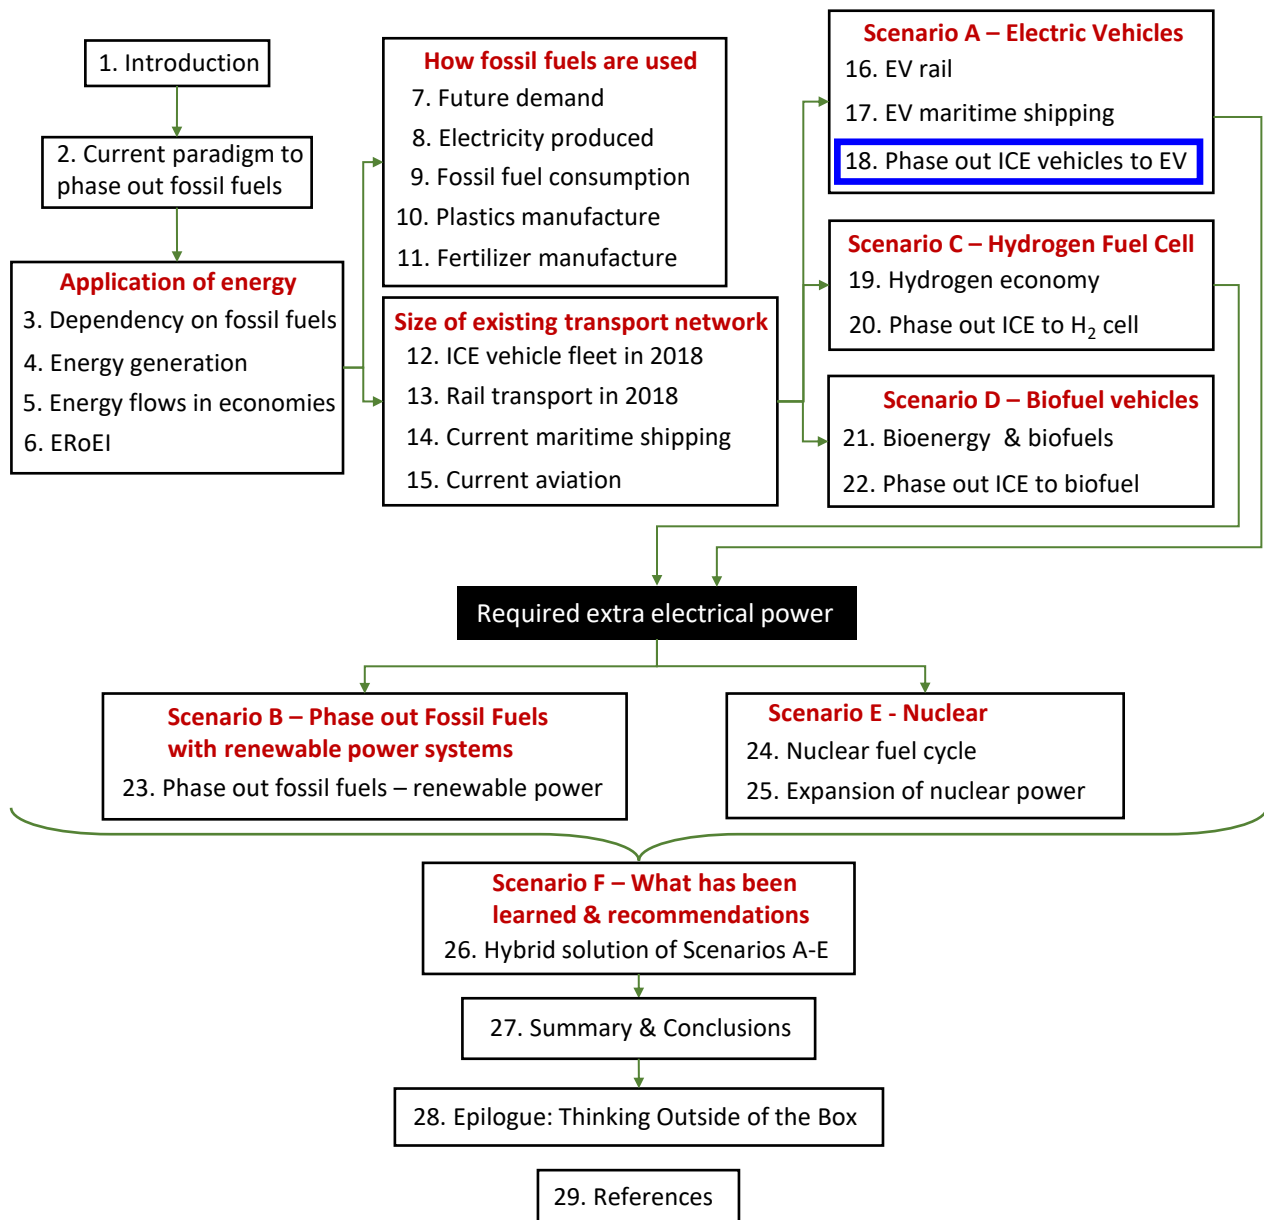 1. Introduction
2. Current paradigm to
phase out fossil fuels
Application of energy
3. Dependency on fossil fuels
4. Energy generation
5. Energy flows in economies
6. ERoEI
How fossil fuels are used
7. Future demand
8. Electricity produced
9. Fossil fuel consumption
10. Plastics manufacture
11. Fertilizer manufacture
Size of existing transport network
12. ICE vehicle fleet in 2018
13. Rail transport in 2018
14. Current maritime shipping
15. Current aviation
Scenario A – Electric Vehicles
16. EV rail
17. EV maritime shipping
18. Phase out ICE vehicles to EV
Scenario C – Hydrogen Fuel Cell
19. Hydrogen economy
20. Phase out ICE to H₂ cell
Scenario D – Biofuel vehicles
21. Bioenergy & biofuels
22. Phase out ICE to biofuel
Required extra electrical power
Scenario B – Phase out Fossil Fuels
with renewable power systems
23. Phase out fossil fuels – renewable power
Scenario E - Nuclear
24. Nuclear fuel cycle
25. Expansion of nuclear power
Scenario F – What has been
learned & recommendations
26. Hybrid solution of Scenarios A-E
27. Summary & Conclusions
28. Epilogue: Thinking Outside of the Box
29. References